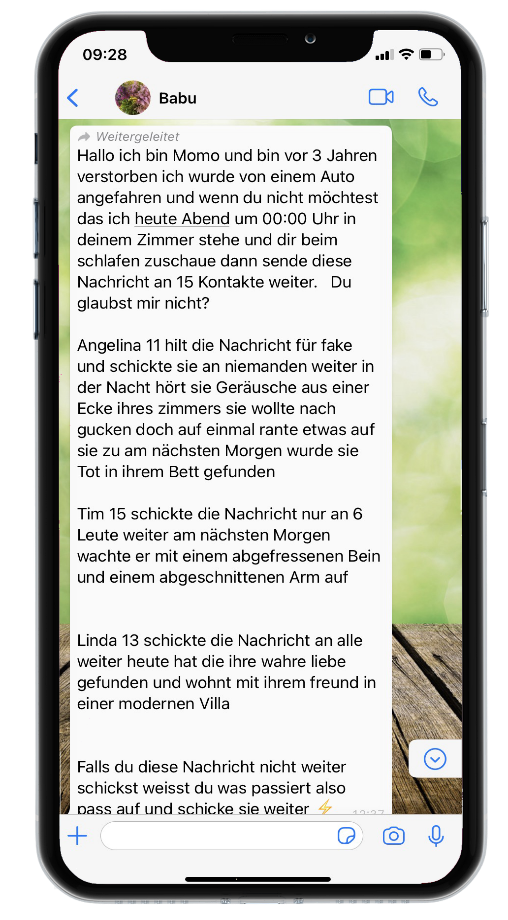 09:28
Babu
Weitergeleitet
Hallo ich bin Momo und bin vor 3 Jahren
verstorben ich wurde von einem Auto
angefahren und wenn du nicht möchtest
das ich heute Abend um 00:00 Uhr in
deinem Zimmer stehe und dir beim
schlafen zuschaue dann sende diese
Nachricht an 15 Kontakte weiter.   Du
glaubst mir nicht?
Angelina 11 hilt die Nachricht für fake
und schickte sie an niemanden weiter in
der Nacht hört sie Geräusche aus einer
Ecke ihres zimmers sie wollte nach
gucken doch auf einmal rante etwas auf
sie zu am nächsten Morgen wurde sie
Tot in ihrem Bett gefunden
Tim 15 schickte die Nachricht nur an 6
Leute weiter am nächsten Morgen
wachte er mit einem abgefressenen Bein
und einem abgeschnittenen Arm auf
Linda 13 schickte die Nachricht an alle
weiter heute hat die ihre wahre liebe
gefunden und wohnt mit ihrem freund in
einer modernen Villa
Falls du diese Nachricht nicht weiter
schickst weisst du was passiert also
pass auf und schicke sie weiter ⚡